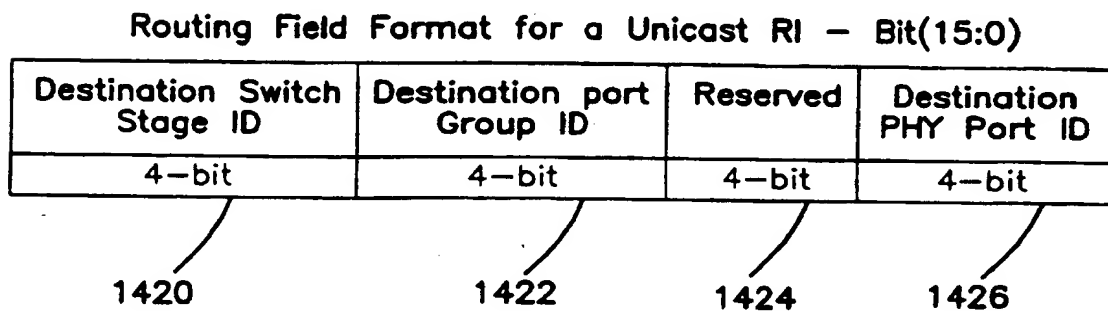 Routing Field Format for a Unicast RI – Bit(15:0)
Destination Switch Stage ID
Destination port Group ID
Reserved
Destination PHY Port ID
4–bit
4–bit
4–bit
4–bit
1420
1422
1424
1426